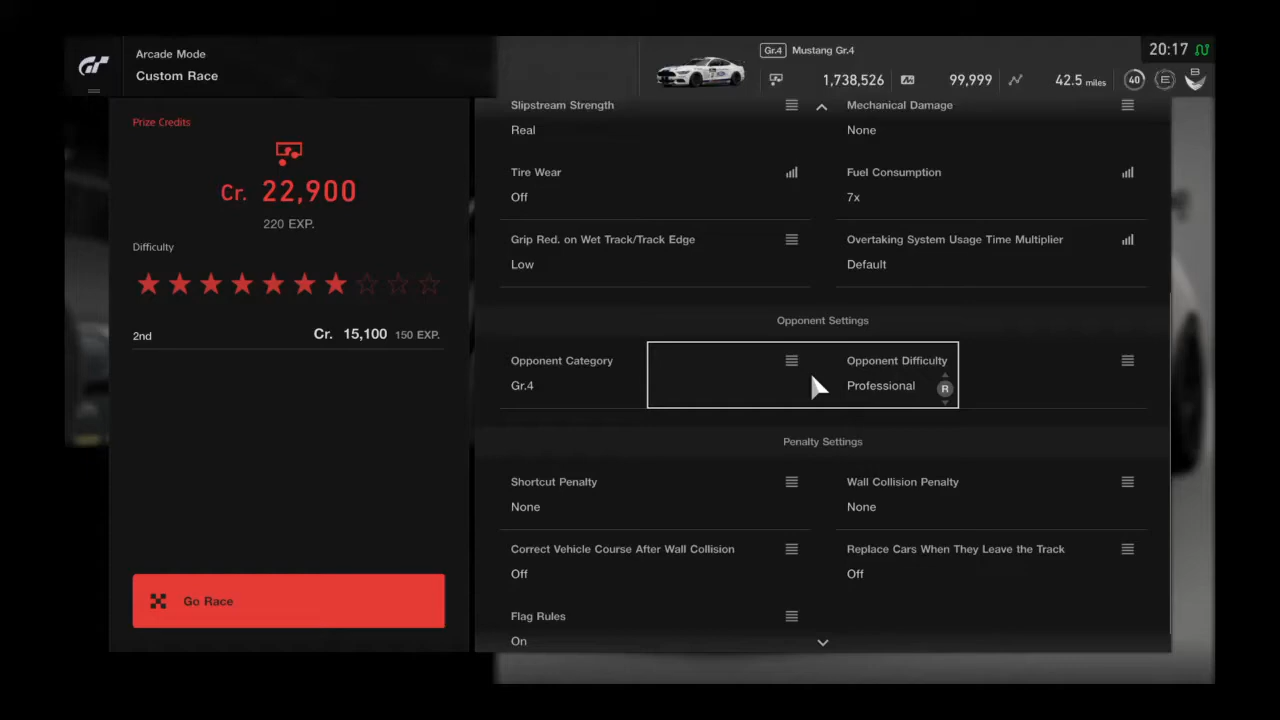 Arcade Mode
Custom Race
Gr.4 Mustang Gr.4
20:17
1,738,526 99,999 42.5 miles 40 E B
Prize Credits
Cr. 22,900
220 EXP.
Difficulty
2nd Cr. 15,100 150 EXP.
Go Race
Slipstream Strength Mechanical Damage
Real None
Tire Wear Fuel Consumption
Off 7x
Grip Red. on Wet Track/Track Edge Overtaking System Usage Time Multiplier
Low Default
Opponent Settings
Opponent Category Opponent Difficulty
Gr.4 Professional R
Penalty Settings
Shortcut Penalty Wall Collision Penalty
None None
Correct Vehicle Course After Wall Collision Replace Cars When They Leave the Track
Off Off
Flag Rules
On